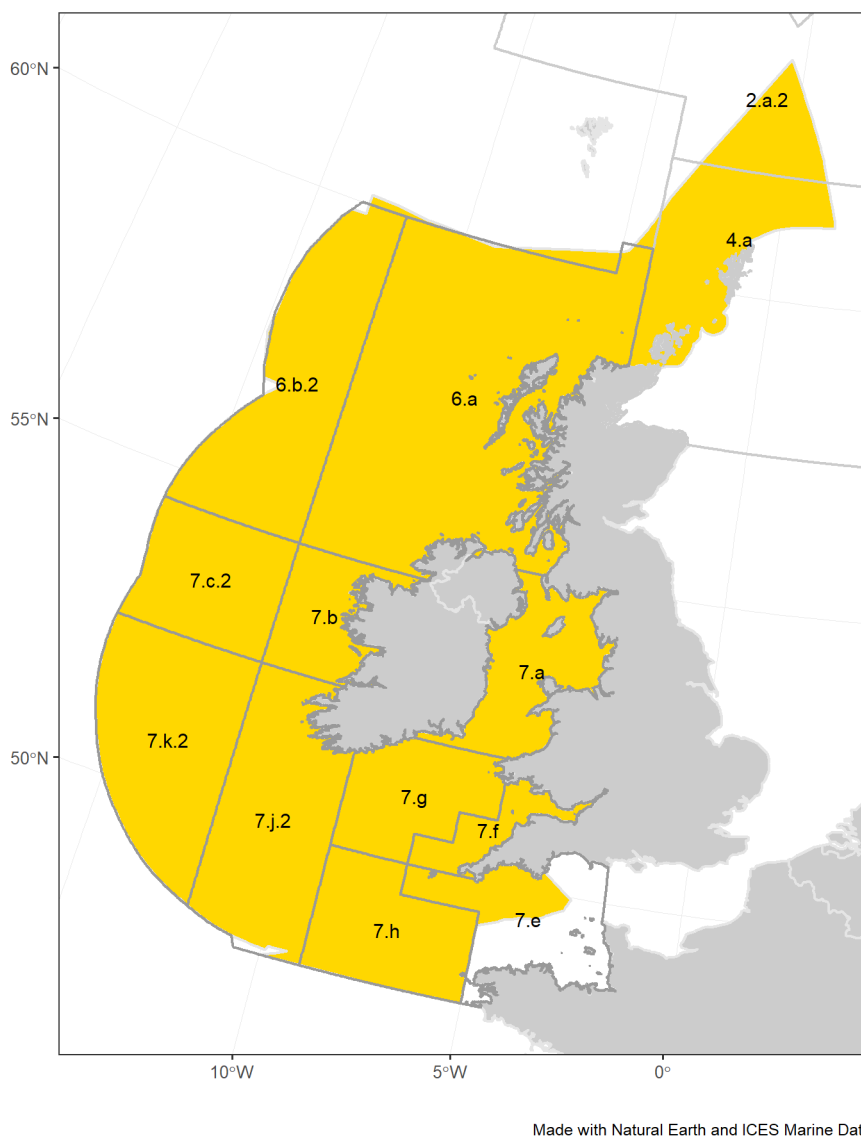 60°N
2.a.2
4.a
6.b.2
6.a
55°N
7.c.2
7.b
7.a
7.k.2
50°N
7.g
7.j.2
7.f
7.e
7.h
10°W
5°W
0°
Made with Natural Earth and ICES Marine Dat